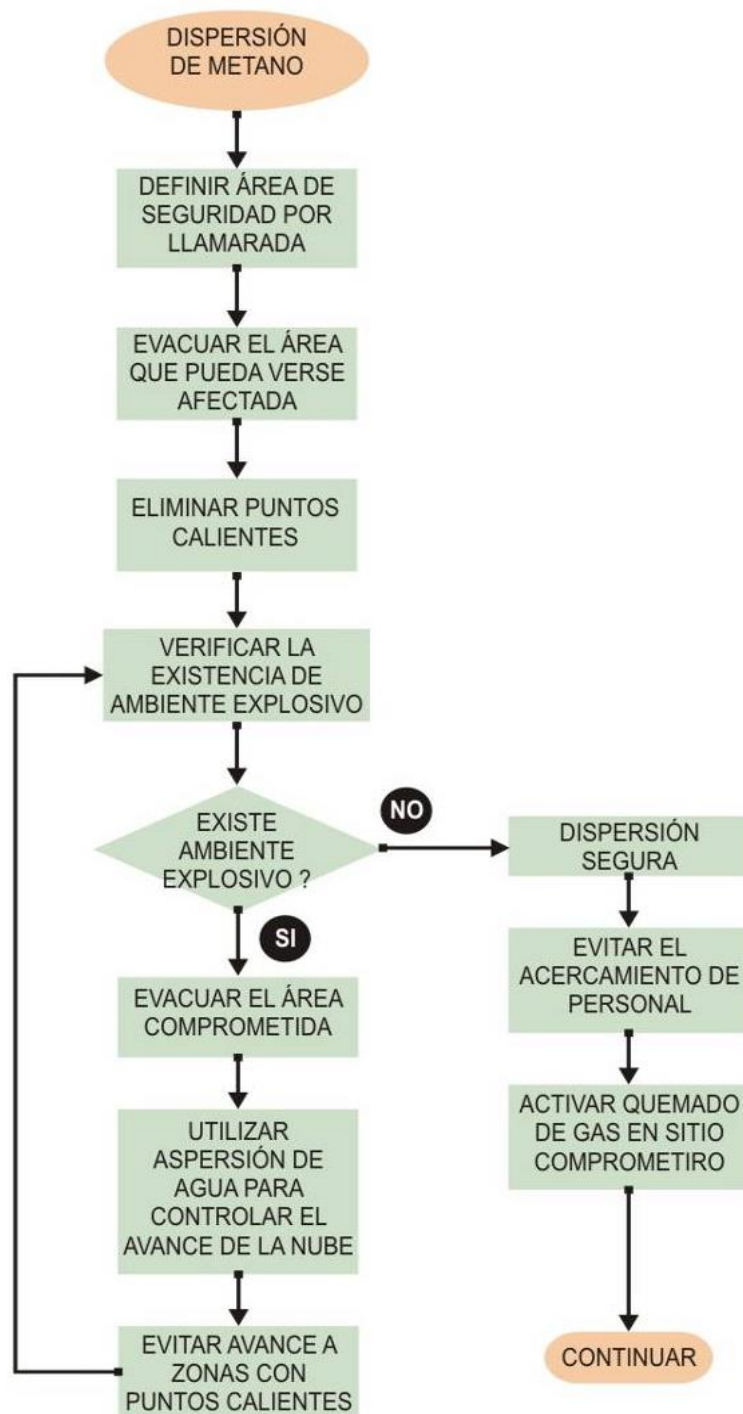 DISPERSIÓN
DE METANO
DEFINIR ÁREA DE
SEGURIDAD POR
LLAMARADA
EVACUAR EL ÁREA
QUE PUEDA VERSE
AFECTADA
ELIMINAR PUNTOS
CALIENTES
VERIFICAR LA
EXISTENCIA DE
AMBIENTE EXPLOSIVO
EXISTE
AMBIENTE
EXPLOSIVO ?
SI
EVACUAR EL ÁREA
COMPROMETIDA
UTILIZAR
ASPERSIÓN DE
AGUA PARA
CONTROLAR EL
AVANCE DE LA NUBE
EVITAR AVANCE A
ZONAS CON
PUNTOS CALIENTES
NO
DISPERSIÓN
SEGURA
EVITAR EL
ACERCAMIENTO DE
PERSONAL
ACTIVAR QUEMADO
DE GAS EN SITIO
COMPROMETIRO
CONTINUAR